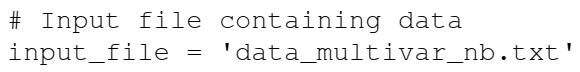 # Input file containing data
input_file = 'data_multivar_nb.txt'